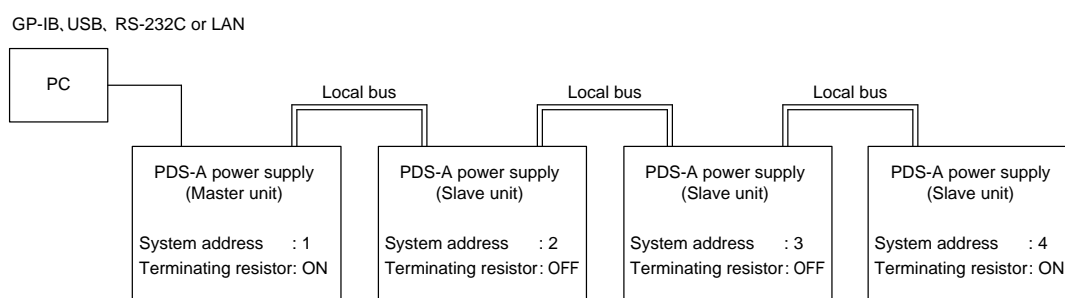 GP-IB、USB、RS-232C or LAN
PC
Local bus
Local bus
Local bus
PDS-A power supply
(Master unit)
System address : 1
Terminating resistor: ON
PDS-A power supply
(Slave unit)
System address : 2
Terminating resistor: OFF
PDS-A power supply
(Slave unit)
System address : 3
Terminating resistor: OFF
PDS-A power supply
(Slave unit)
System address : 4
Terminating resistor: ON